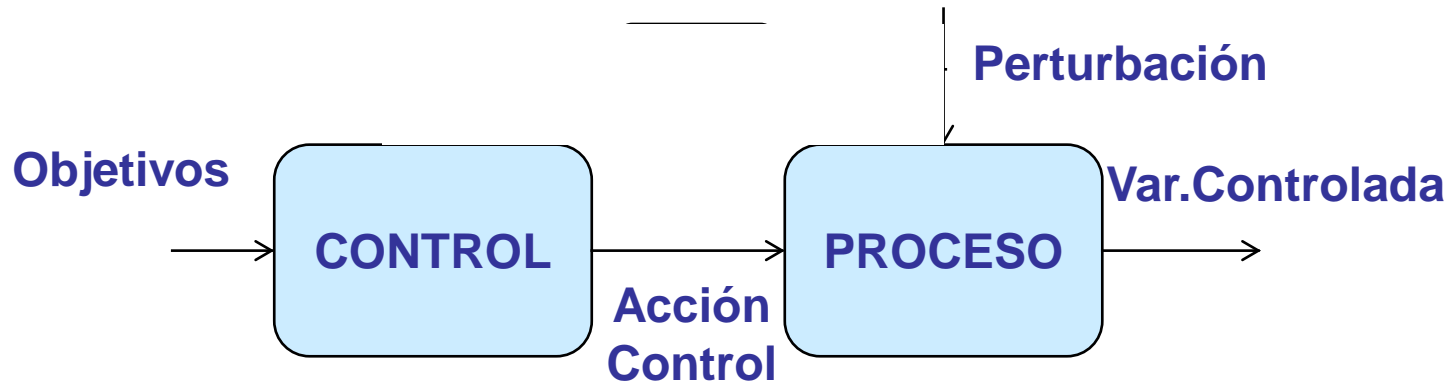 Perturbación
Objetivos
Var.Controlada
CONTROL
PROCESO
Acción
Control